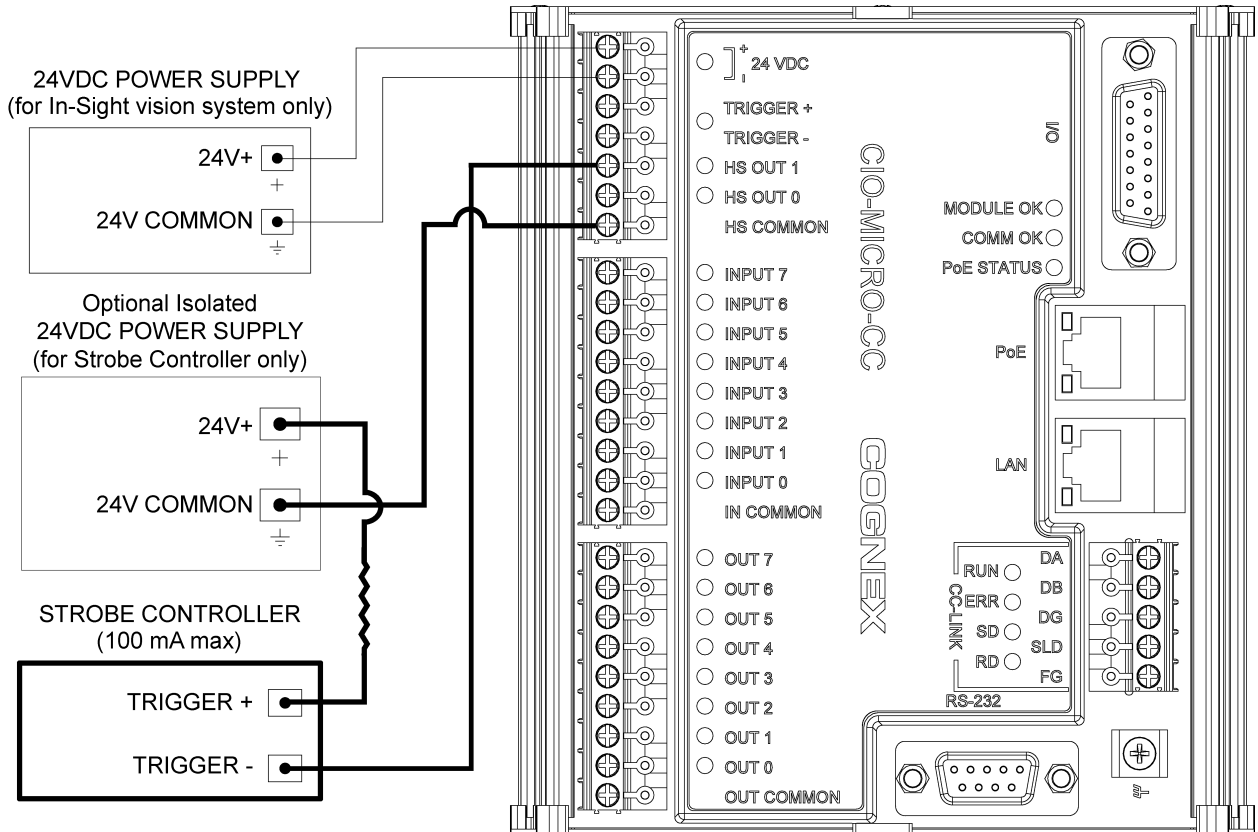 24VDC POWER SUPPLY
(for In-Sight vision system only)
24V+
+
24V COMMON
Optional Isolated
24VDC POWER SUPPLY
(for Strobe Controller only)
24V+
+
24V COMMON
STROBE CONTROLLER
(100 mA max)
TRIGGER +
TRIGGER -
+
24 VDC
-
TRIGGER +
TRIGGER -
HS OUT 1
HS OUT 0
HS COMMON
INPUT 7
INPUT 6
INPUT 5
INPUT 4
INPUT 3
INPUT 2
INPUT 1
INPUT 0
IN COMMON
OUT 7
OUT 6
OUT 5
OUT 4
OUT 3
OUT 2
OUT 1
OUT 0
OUT COMMON
CIO-MICRO-CC
COGNEX
I/O
MODULE OK
COMM OK
PoE STATUS
PoE
LAN
CC-LINK
RUN
ERR
SD
RD
DA
DB
DG
SLD
FG
RS-232